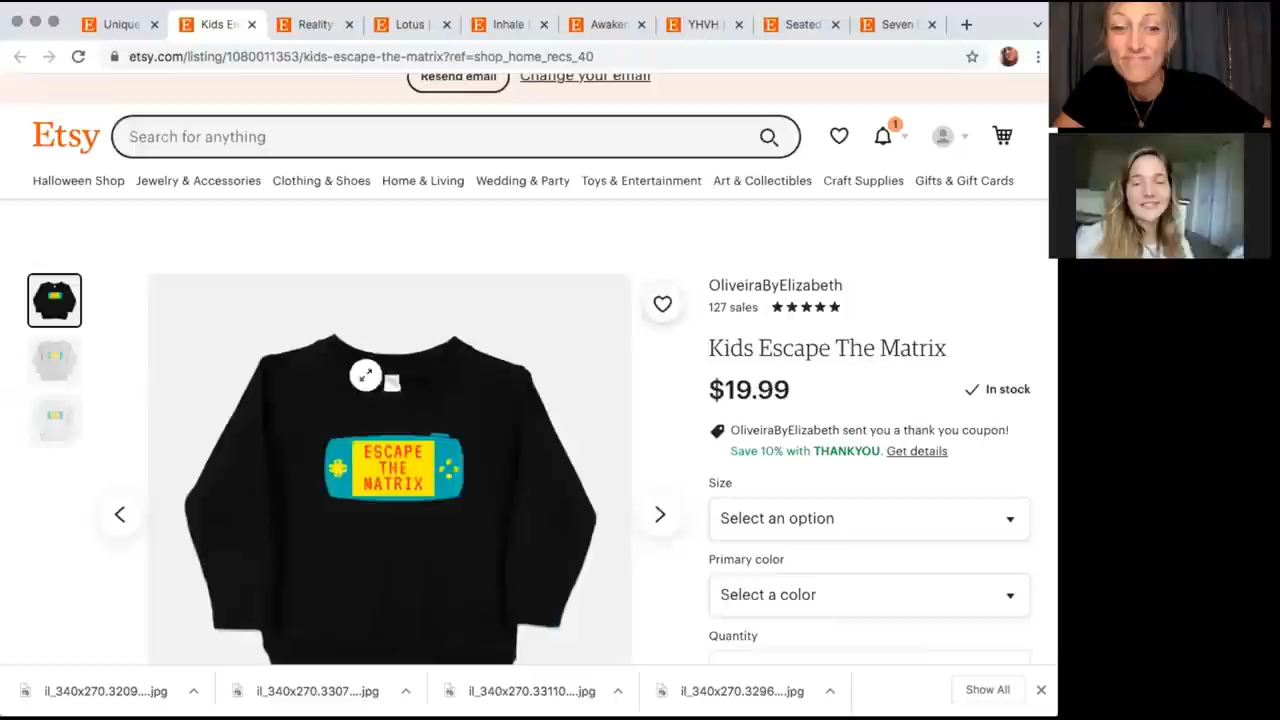 Unique
Kids Es
Reality
Lotus
Inhale
Awaken
YHVH
Seated
Seven
etsy.com/listing/1080011353/kids-escape-the-matrix?ref=shop_home_recs_40
Resend email
Change your email
Etsy
Search for anything
1
Halloween Shop
Jewelry & Accessories
Clothing & Shoes
Home & Living
Wedding & Party
Toys & Entertainment
Art & Collectibles
Craft Supplies
Gifts & Gift Cards
OliveiraByElizabeth
127 sales
Kids Escape The Matrix
$19.99
In stock
OliveiraByElizabeth sent you a thank you coupon!
Save 10% with THANKYOU. Get details
Size
Select an option
Primary color
Select a color
Quantity
ESCAPE
THE
MATRIX
il_340x270.3209....jpg
il_340x270.3307....jpg
il_340x270.33110....jpg
il_340x270.3296....jpg
Show All